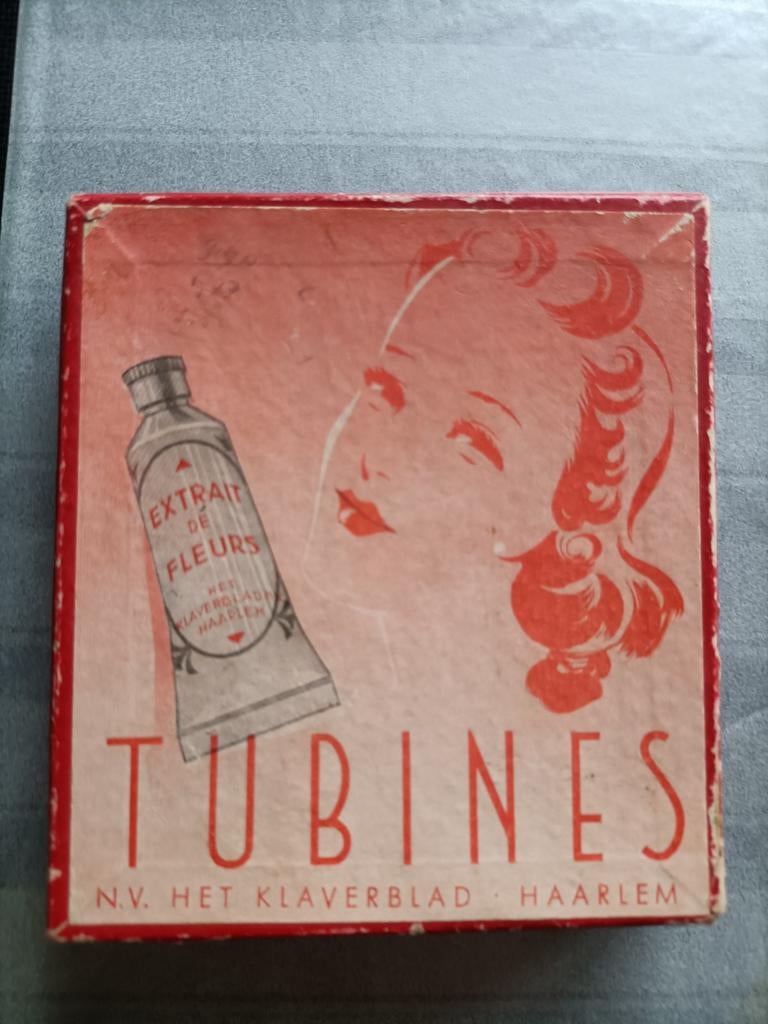 EXTRAIT
DE
FLEURS
HET
KLAVERBLAD
HAARLEM
TUBINES
N.V. HET KLAVERBLAD · HAARLEM